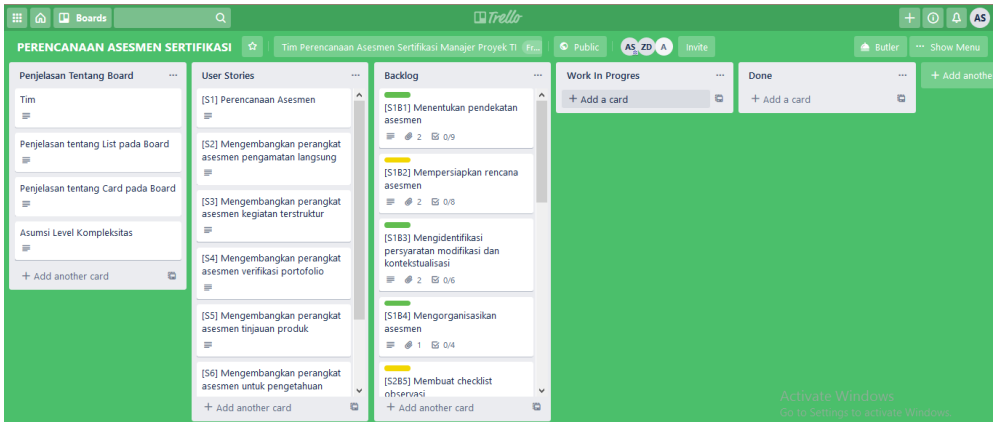 Boards
Trello
AS
PERENCANAAN ASESMEN SERTIFIKASI
Tim Perencanaan Asesmen Sertifikasi Manajer Proyek TI
Fr...
Public
AS ZD A
Invite
Butler
... Show Menu
Penjelasan Tentang Board
Tim
Penjelasan tentang List pada Board
Penjelasan tentang Card pada Board
Asumsi Level Kompleksitas
+ Add another card
User Stories
[S1] Perencanaan Asesmen
[S2] Mengembangkan perangkat
asesmen pengamatan langsung
[S3] Mengembangkan perangkat
asesmen kegiatan terstruktur
[S4] Mengembangkan perangkat
asesmen verifikasi portofolio
[S5] Mengembangkan perangkat
asesmen tinjauan produk
[S6] Mengembangkan perangkat
asesmen untuk pengetahuan
+ Add another card
Backlog
[S1B1] Menentukan pendekatan
asesmen
2 0/9
[S1B2] Mempersiapkan rencana
asesmen
2 0/8
[S1B3] Mengidentifikasi
persyaratan modifikasi dan
kontekstualisasi
2 0/6
[S1B4] Mengorganisasikan
asesmen
1 0/4
[S2B5] Membuat checklist
observasi
+ Add another card
Work In Progres
+ Add a card
Done
+ Add a card
+ Add anothe
Activate Windows
Go to Settings to activate Windows.